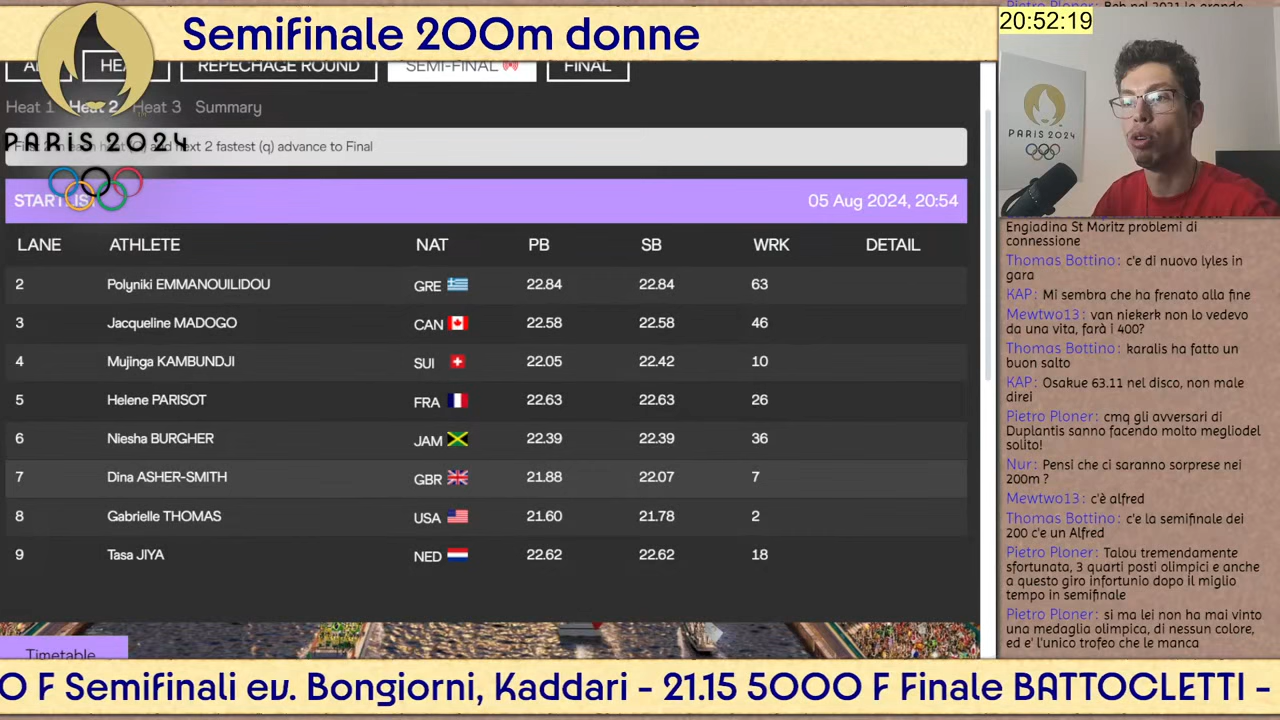 Semifinale 200m donne
20:52:19
REPECHAGE ROUND
SEMI-FINAL
FINAL
Heat 1 Heat 2 Heat 3 Summary
PARIS 2024
next 2 fastest (q) advance to Final
START LIST
05 Aug 2024, 20:54
LANE ATHLETE NAT PB SB WRK DETAIL
2 Polyniki EMMANOUILIDOU GRE 22.84 22.84 63
3 Jacqueline MADOGO CAN 22.58 22.58 46
4 Mujinga KAMBUNDJI SUI 22.05 22.42 10
5 Helene PARISOT FRA 22.63 22.63 26
6 Niesha BURGHER JAM 22.39 22.39 36
7 Dina ASHER-SMITH GBR 21.88 22.07 7
8 Gabrielle THOMAS USA 21.60 21.78 2
9 Tasa JIYA NED 22.62 22.62 18
Timetable
PARIS 2024
Engiadina St Moritz problemi di
connessione
Thomas Bottino: c'e di nuovo lyles in
gara
KAP: Mi sembra che ha frenato alla fine
Mewtwo13: van niekerk non lo vedevo
da una vita, farà i 400?
Thomas Bottino: karalis ha fatto un
buon salto
KAP: Osakue 63.11 nel disco, non male
direi
Pietro Ploner: cmq gli avversari di
Duplantis sanno facendo molto megliodel
solito!
Nur: Pensi che ci saranno sorprese nei
200m ?
Mewtwo13: c'è alfred
Thomas Bottino: c'e la semifinale dei
200 c'e un Alfred
Pietro Ploner: Talou tremendamente
sfortunata, 3 quarti posti olimpici e anche
a questo giro infortunio dopo il miglio
tempo in semifinale
Pietro Ploner: si ma lei non ha mai vinto
una medaglia olimpica, di nessun colore,
ed e' l'unico trofeo che le manca
0 F Semifinali ev. Bongiorni, Kaddari - 21.15 5000 F Finale BATTOCLETTI -